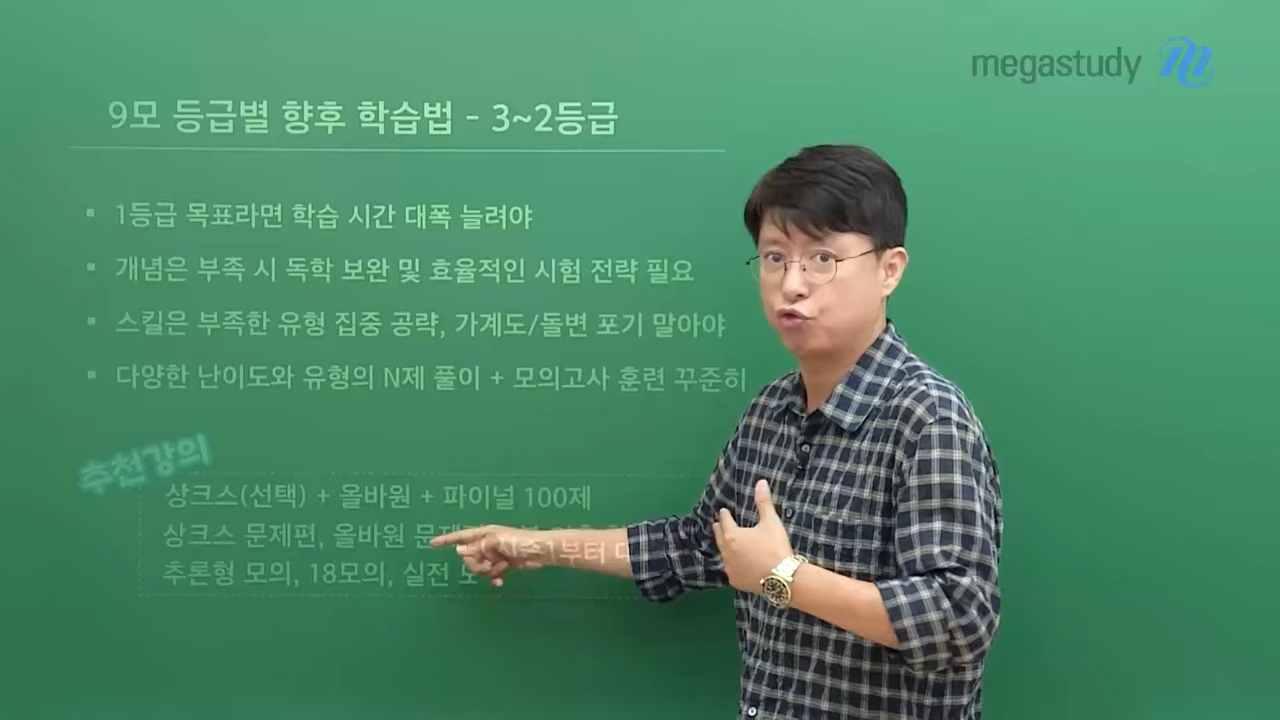 megastudy
9모 등급별 향후 학습법 - 3~2등급
▪ 1등급 목표라면 학습 시간 대폭 늘려야
▪ 개념은 부족 시 독학 보완 및 효율적인 시험 전략 필요
▪ 스킬은 부족한 유형 집중 공략, 가계도/돌변 포기 말아야
▪ 다양한 난이도와 유형의 N제 풀이 + 모의고사 훈련 꾸준히
추천강의
상크스(선택) + 올바원 + 파이널 100제
상크스 문제편, 올바원
추론형 모의, 18모의, 실전